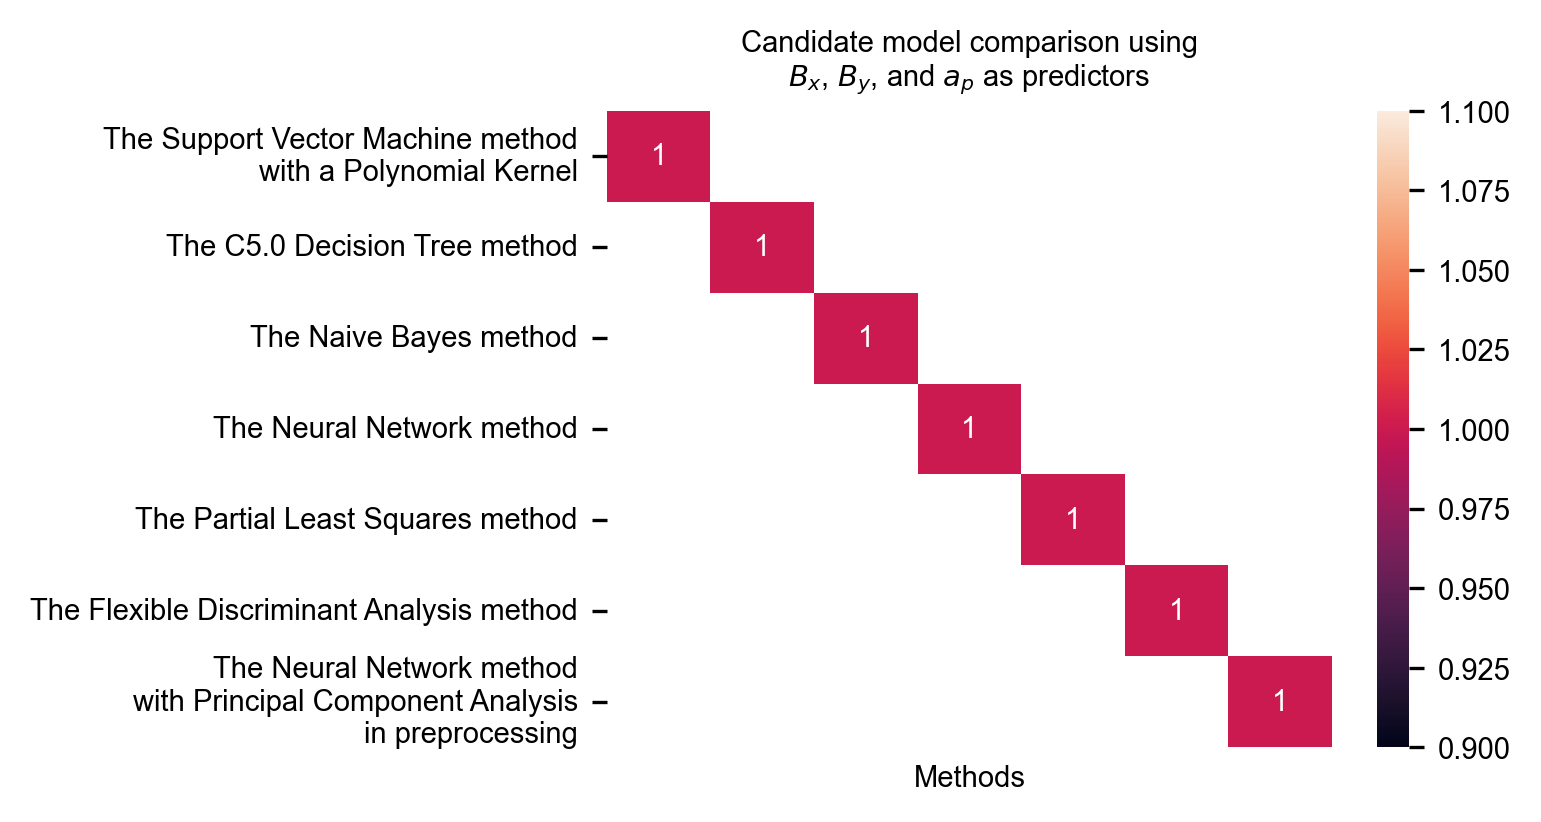 Candidate model comparison using
Bₓ, B_y, and a_p as predictors
The Support Vector Machine method
with a Polynomial Kernel
The C5.0 Decision Tree method
The Naive Bayes method
The Neural Network method
The Partial Least Squares method
The Flexible Discriminant Analysis method
The Neural Network method
with Principal Component Analysis
in preprocessing
1
1
1
1
1
1
1
Methods
1.100
1.075
1.050
1.025
1.000
0.975
0.950
0.925
0.900